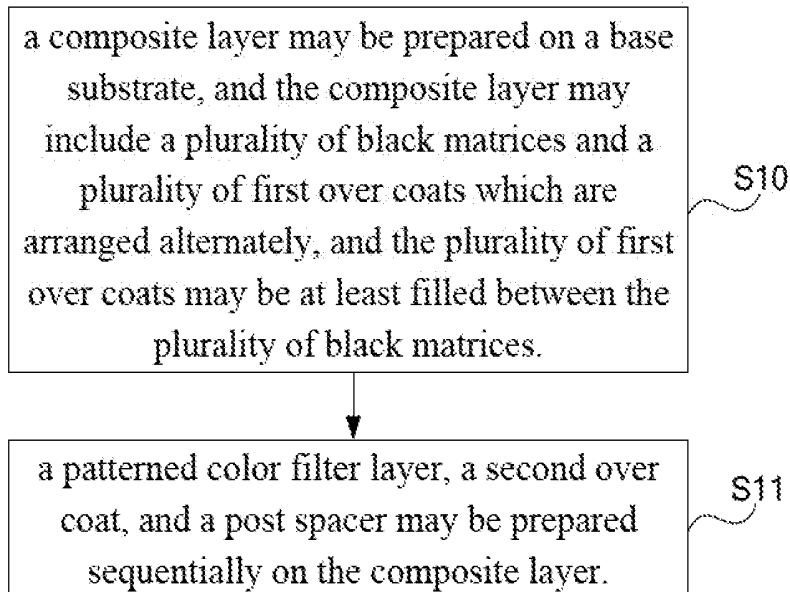 a composite layer may be prepared on a base
substrate, and the composite layer may
include a plurality of black matrices and a
plurality of first over coats which are
arranged alternately, and the plurality of first
over coats may be at least filled between the
plurality of black matrices.
S10
a patterned color filter layer, a second over
coat, and a post spacer may be prepared
sequentially on the composite layer.
S11